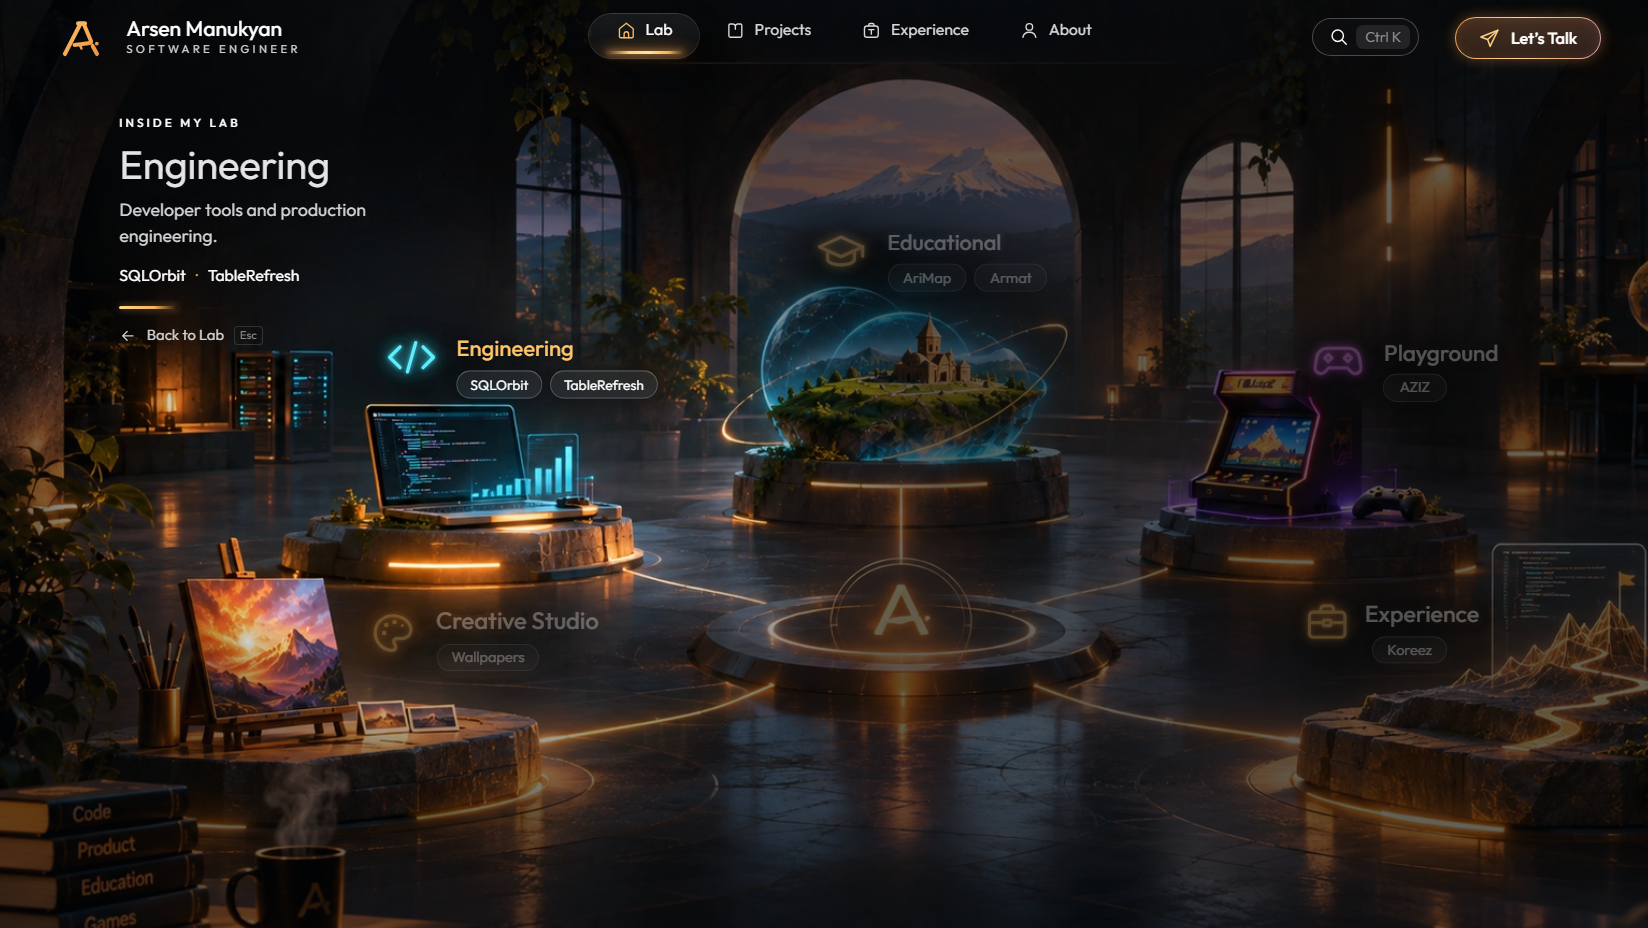 Arsen Manukyan
SOFTWARE ENGINEER
Lab
Projects
Experience
About
Ctrl K
Let's Talk
INSIDE MY LAB
Engineering
Developer tools and production
engineering.
SQLOrbit · TableRefresh
← Back to Lab Esc
Educational
AriMap Armat
</> Engineering
SQLOrbit TableRefresh
Playground
AZIZ
Creative Studio
Wallpapers
Experience
Koreez
Code
Product
Education
Games